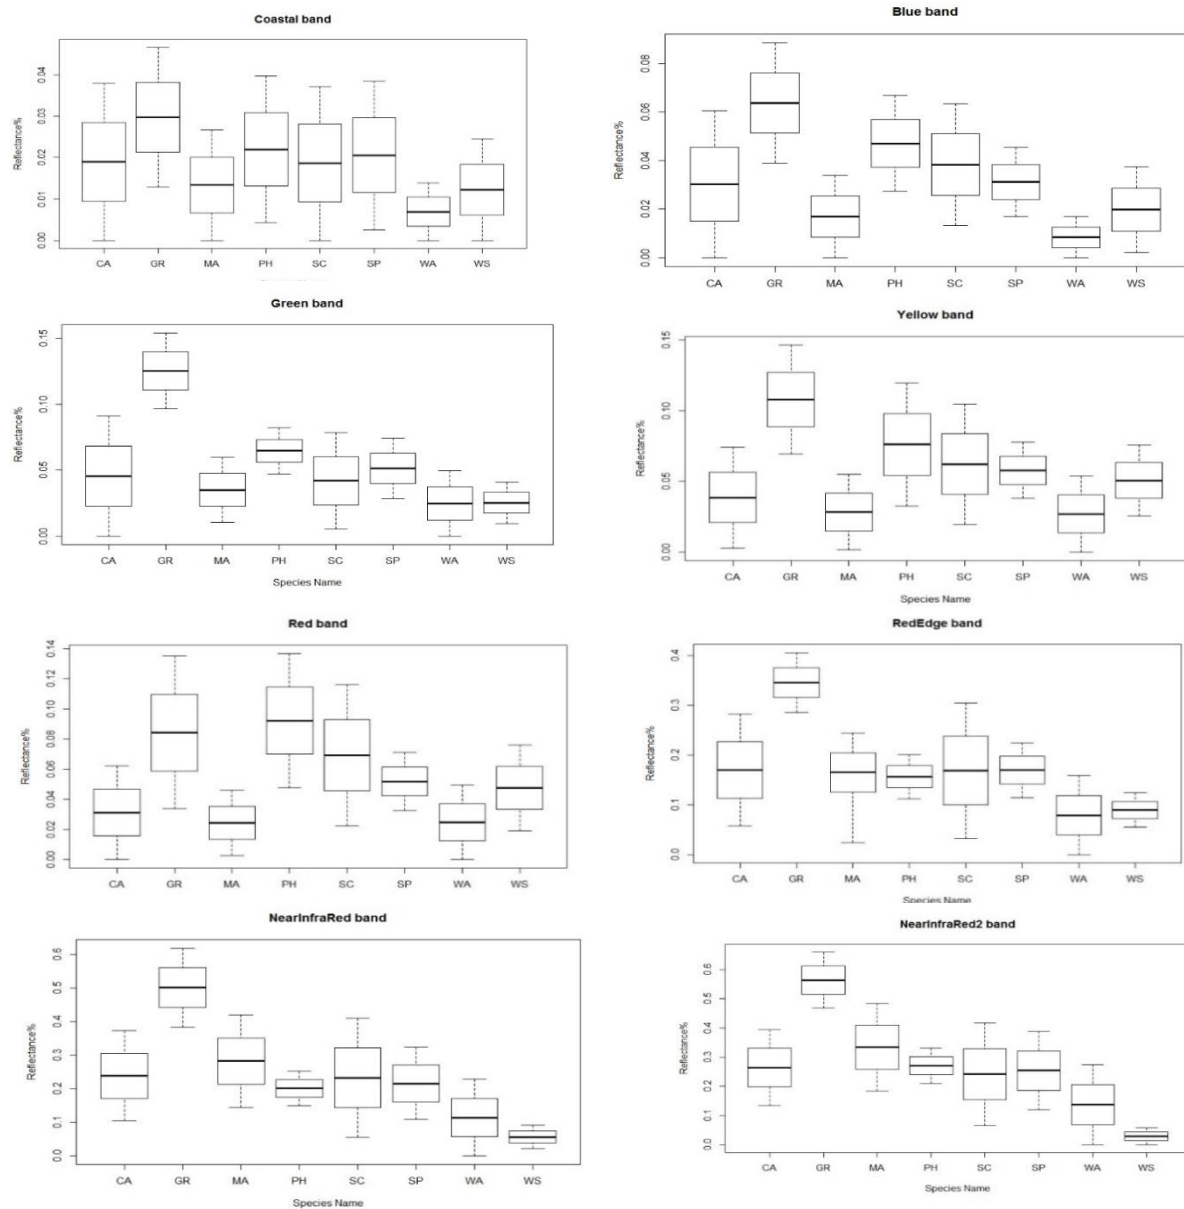 Coastal band
Reflectance%
0.04
0.03
0.02
0.01
0.00
CA GR MA PH SC SP WA WS
Blue band
Reflectance%
0.08
0.06
0.04
0.02
0.00
CA GR MA PH SC SP WA WS
Green band
Reflectance%
0.15
0.10
0.05
0.00
CA GR MA PH SC SP WA WS
Species Name
Yellow band
Reflectance%
0.15
0.10
0.05
0.00
CA GR MA PH SC SP WA WS
Species Name
Red band
Reflectance%
0.14
0.12
0.10
0.08
0.06
0.04
0.02
0.00
CA GR MA PH SC SP WA WS
RedEdge band
Reflectance%
0.4
0.3
0.2
0.1
0.0
CA GR MA PH SC SP WA WS
Species Name
NearInfraRed band
Reflectance%
0.6
0.5
0.4
0.3
0.2
0.1
0.0
CA GR MA PH SC SP WA WS
Species Name
NearInfraRed2 band
Reflectance%
0.6
0.5
0.4
0.3
0.2
0.1
0.0
CA GR MA PH SC SP WA WS
Species Name